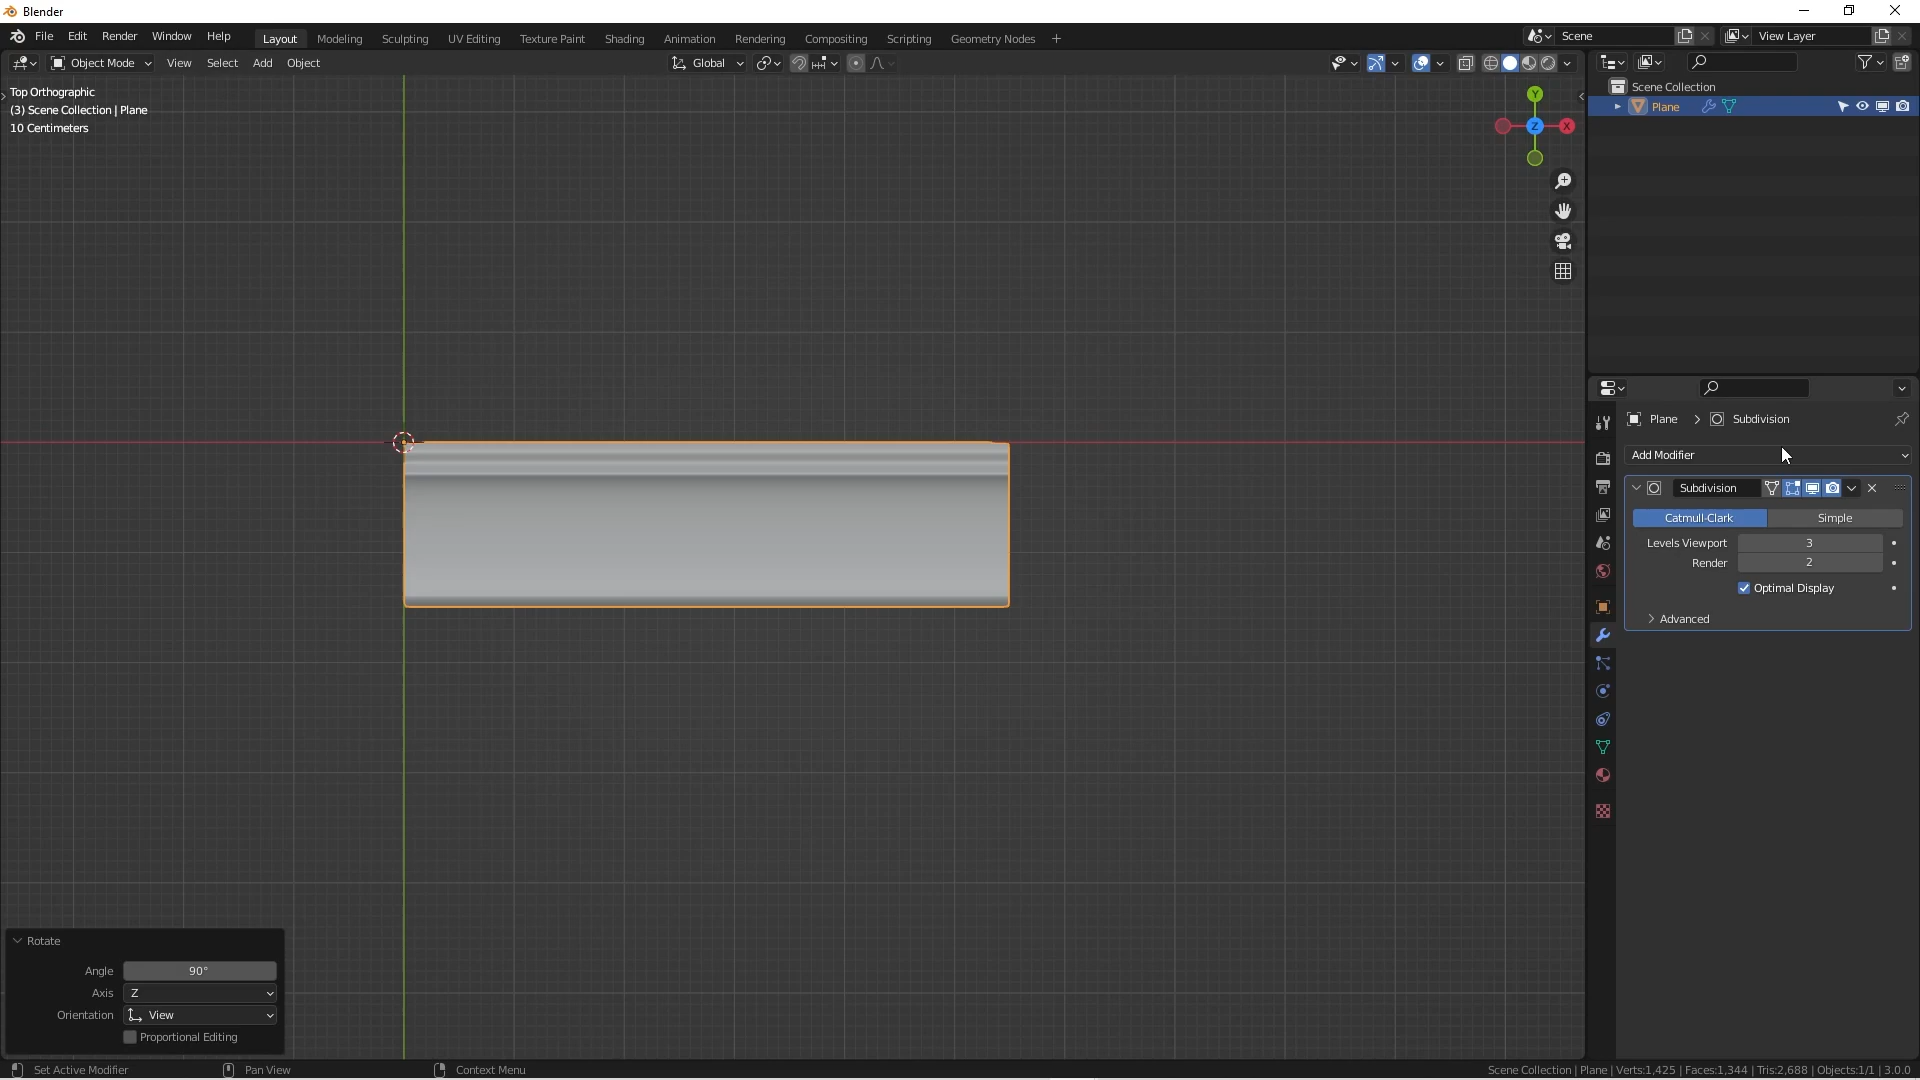 Blender
File Edit Render Window Help Layout Modeling Sculpting UV Editing Texture Paint Shading Animation Rendering Compositing Scripting Geometry Nodes + Scene View Layer
Object Mode View Select Add Object Global
Top Orthographic
(3) Scene Collection | Plane
10 Centimeters
Y
Z
X
Scene Collection
Plane
Plane > Subdivision
Add Modifier
Subdivision
Catmull-Clark Simple
Levels Viewport 3
Render 2
Optimal Display
Advanced
Rotate
Angle 90°
Axis Z
Orientation View
Proportional Editing
Set Active Modifier Pan View Context Menu Scene Collection | Plane | Verts:1,425 | Faces:1,344 | Tris:2,688 | Objects:1/1 | 3.0.0